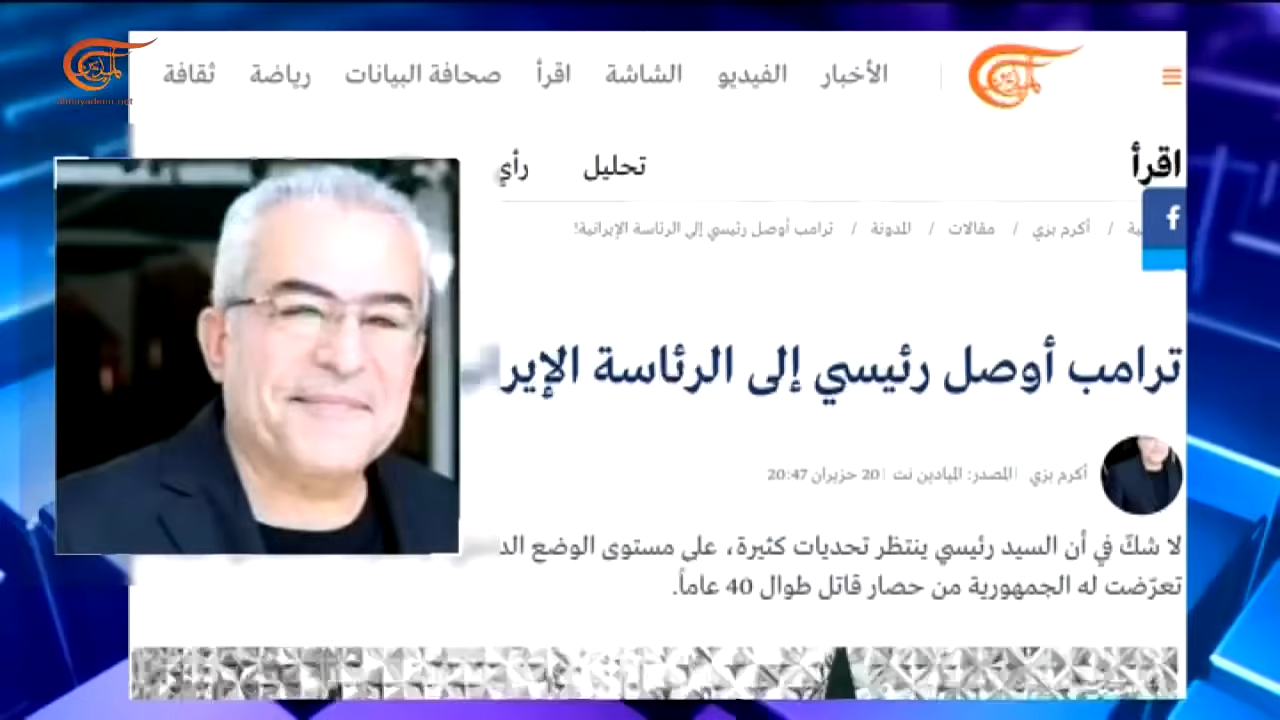 الميادين
almayadeen.net
الميادين
الأخبار الفيديو الشاشة اقرأ صحافة البيانات رياضة ثقافة
اقرأ
تحليل رأي
f
ية / أكرم بزي / مقالات / المدونة / ترامب أوصل رئيسي إلى الرئاسة الإيرانية!
ترامب أوصل رئيسي إلى الرئاسة الإير
أكرم بزي | المصدر: الميادين نت | 20 حزيران 20:47
لا شكّ في أن السيد رئيسي ينتظر تحديات كثيرة، على مستوى الوضع الد
تعرّضت له الجمهورية من حصار قاتل طوال 40 عاماً.